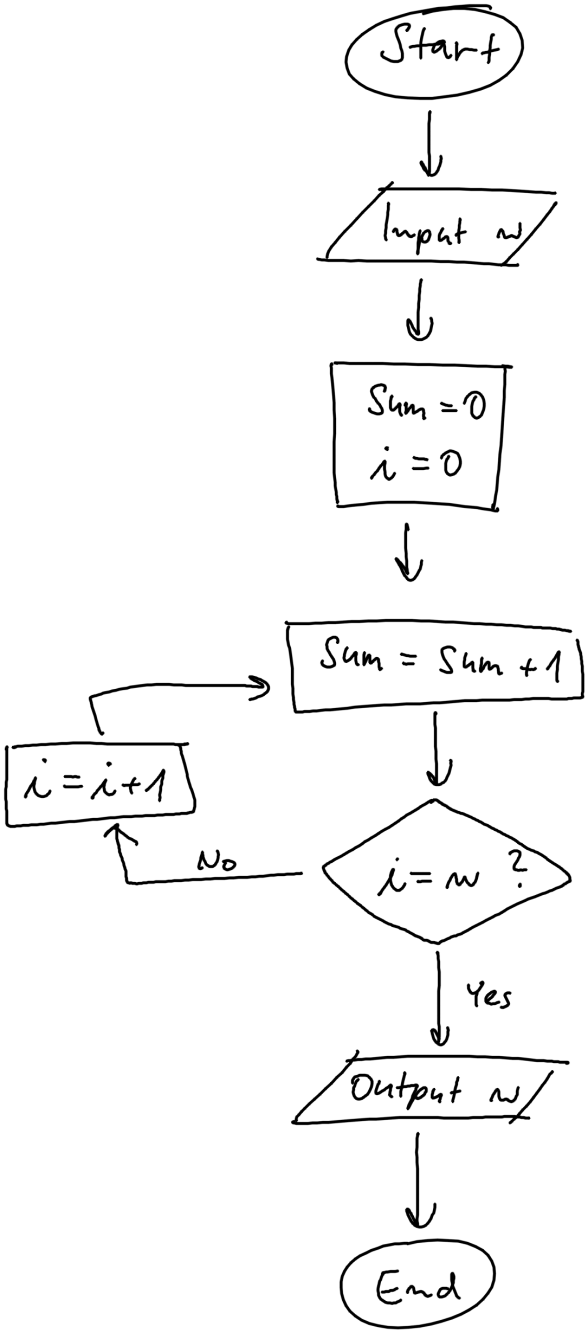 Start
Input n
Sum = 0
i = 0
Sum = Sum + 1
i = i + 1
No
i = n ?
Yes
Output n
End